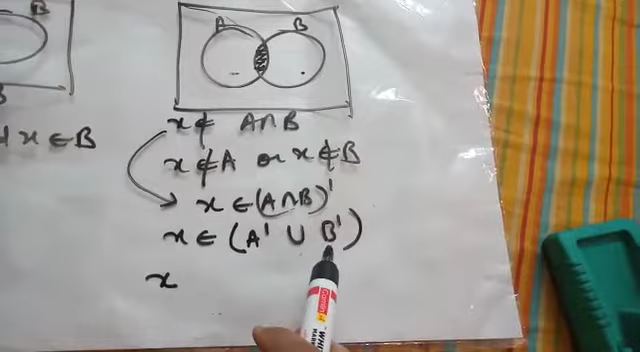 B
A B
B
x ∉ A∩B
x ∈ B
x ∉ A or x ∉ B
x ∈ (A∩B)'
x ∈ (A' ∪ B')
x